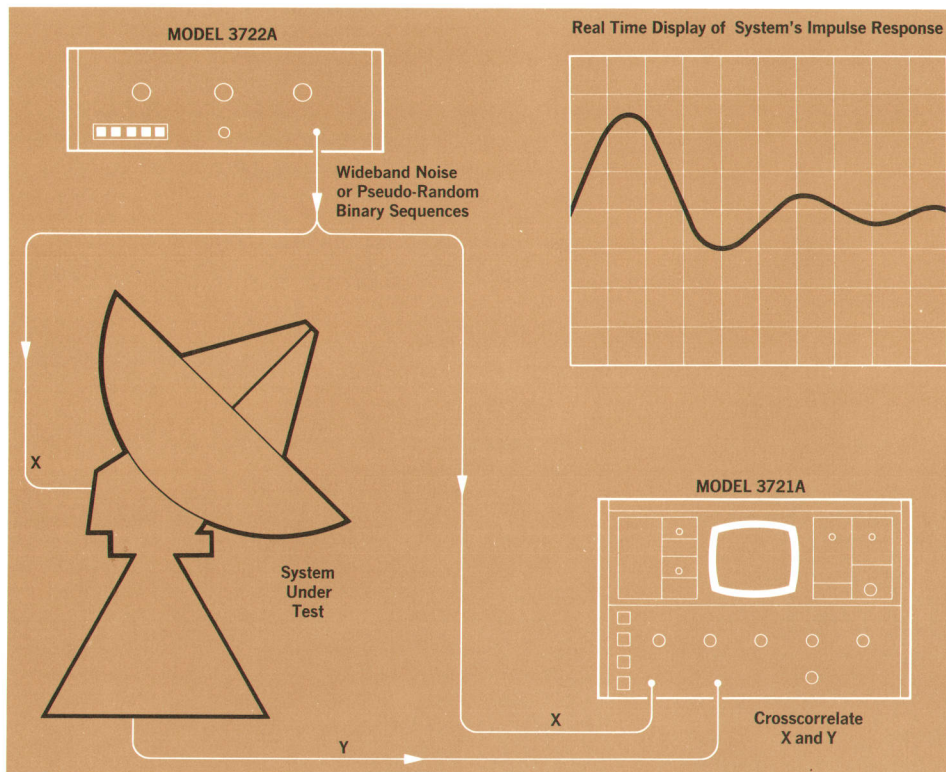 MODEL 3722A
Real Time Display of System's Impulse Response
Wideband Noise
or Pseudo-Random
Binary Sequences
X
System
Under
Test
MODEL 3721A
X
Crosscorrelate
X and Y
Y